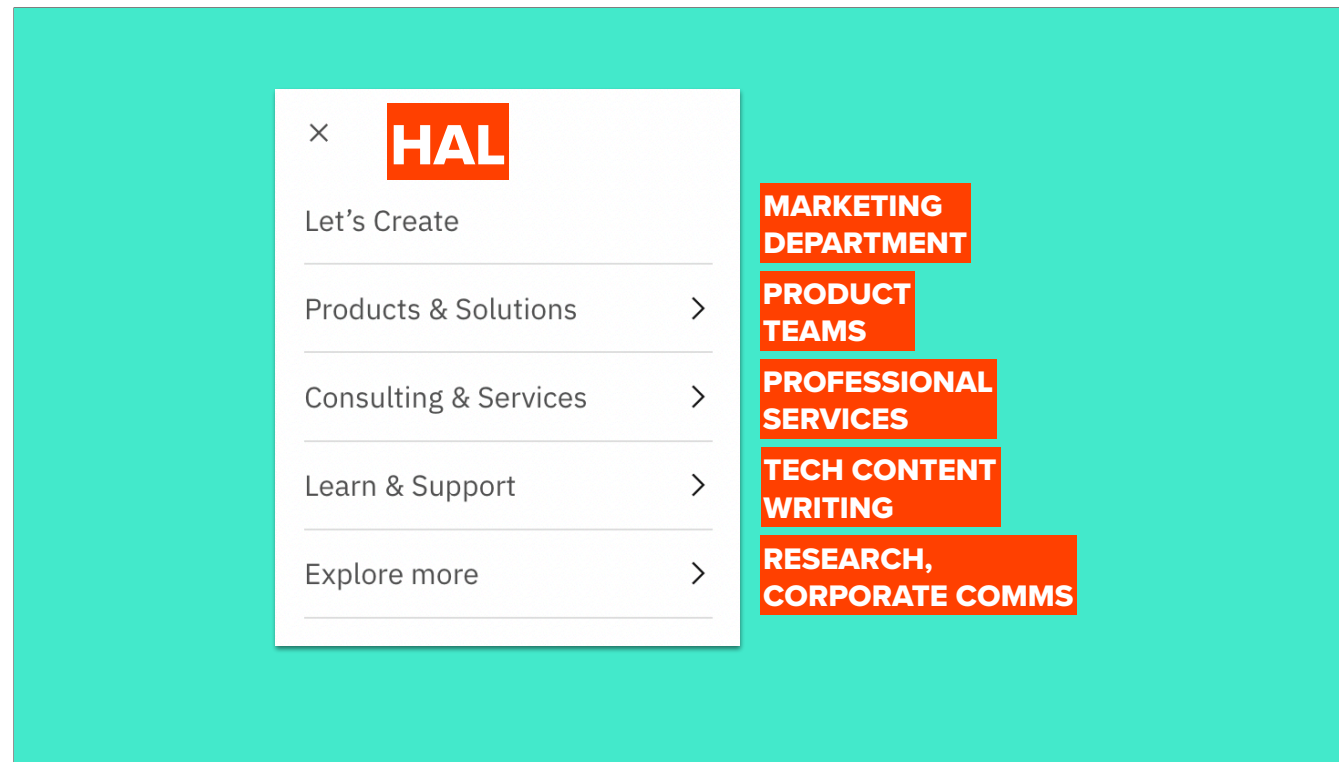 HAL
Let’s Create
Products & Solutions
Consulting & Services
Learn & Support
Explore more
MARKETING
DEPARTMENT
PRODUCT
TEAMS
PROFESSIONAL
SERVICES
TECH CONTENT
WRITING
RESEARCH,
CORPORATE COMMS